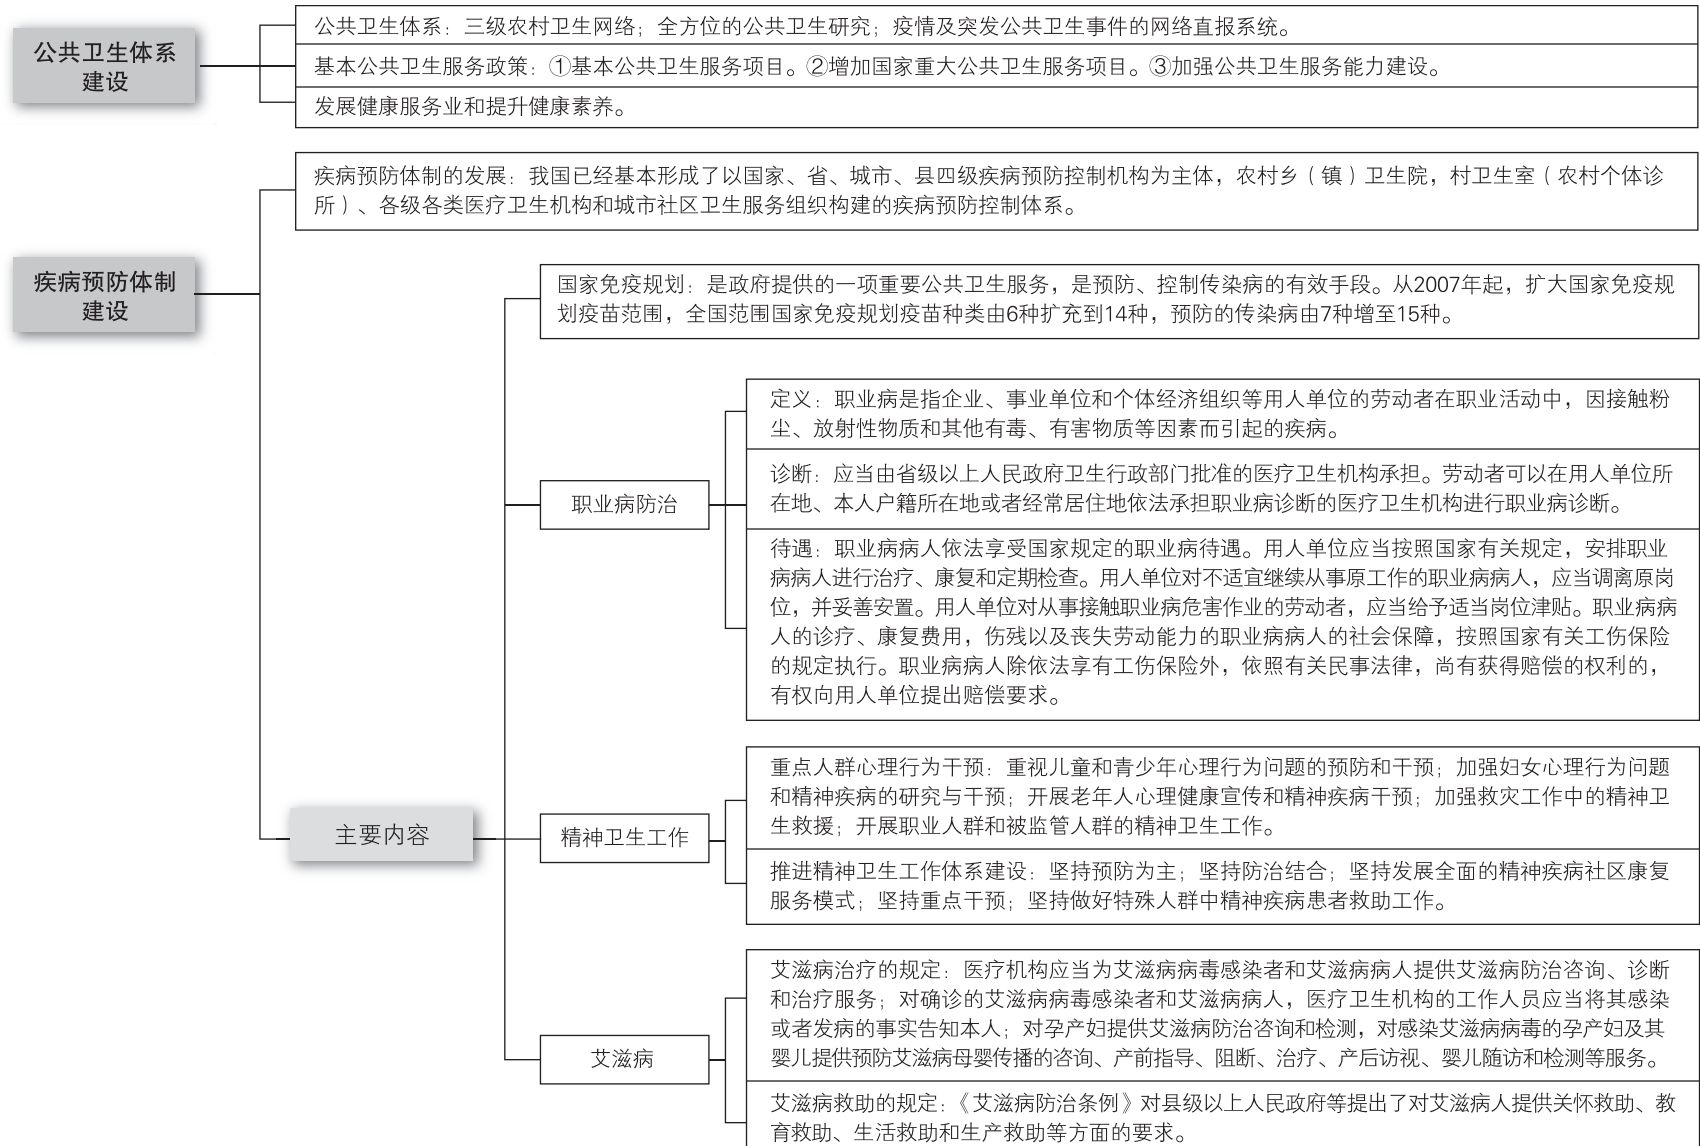 公共卫生体系
建设
公共卫生体系：三级农村卫生网络；全方位的公共卫生研究；疫情及突发公共卫生事件的网络直报系统。
基本公共卫生服务政策：①基本公共卫生服务项目。②增加国家重大公共卫生服务项目。③加强公共卫生服务能力建设。
发展健康服务业和提升健康素养。
疾病预防体制
建设
疾病预防体制的发展：我国已经基本形成了以国家、省、城市、县四级疾病预防控制机构为主体，农村乡（镇）卫生院，村卫生室（农村个体诊
所）、各级各类医疗卫生机构和城市社区卫生服务组织构建的疾病预防控制体系。
主要内容
国家免疫规划：是政府提供的一项重要公共卫生服务，是预防、控制传染病的有效手段。从2007年起，扩大国家免疫规
划疫苗范围，全国范围国家免疫规划疫苗种类由6种扩充到14种，预防的传染病由7种增至15种。
职业病防治
定义：职业病是指企业、事业单位和个体经济组织等用人单位的劳动者在职业活动中，因接触粉
尘、放射性物质和其他有毒、有害物质等因素而引起的疾病。
诊断：应当由省级以上人民政府卫生行政部门批准的医疗卫生机构承担。劳动者可以在用人单位所
在地、本人户籍所在地或者经常居住地依法承担职业病诊断的医疗卫生机构进行职业病诊断。
待遇：职业病病人依法享受国家规定的职业病待遇。用人单位应当按照国家有关规定，安排职业
病病人进行治疗、康复和定期检查。用人单位对不适宜继续从事原工作的职业病病人，应当调离原岗
位，并妥善安置。用人单位对从事接触职业病危害作业的劳动者，应当给予适当岗位津贴。职业病病
人的诊疗、康复费用，伤残以及丧失劳动能力的职业病病人的社会保障，按照国家有关工伤保险
的规定执行。职业病病人除依法享有工伤保险外，依照有关民事法律，尚有获得赔偿的权利的，
有权向用人单位提出赔偿要求。
精神卫生工作
重点人群心理行为干预：重视儿童和青少年心理行为问题的预防和干预；加强妇女心理行为问题
和精神疾病的研究与干预；开展老年人心理健康宣传和精神疾病干预；加强救灾工作中的精神卫
生救援；开展职业人群和被监管人群的精神卫生工作。
推进精神卫生工作体系建设：坚持预防为主；坚持防治结合；坚持发展全面的精神疾病社区康复
服务模式；坚持重点干预；坚持做好特殊人群中精神疾病患者救助工作。
艾滋病
艾滋病治疗的规定：医疗机构应当为艾滋病病毒感染者和艾滋病病人提供艾滋病防治咨询、诊断
和治疗服务；对确诊的艾滋病病毒感染者和艾滋病病人，医疗卫生机构的工作人员应当将其感染
或者发病的事实告知本人；对孕产妇提供艾滋病防治咨询和检测，对感染艾滋病病毒的孕产妇及其
婴儿提供预防艾滋病母婴传播的咨询、产前指导、阻断、治疗、产后访视、婴儿随访和检测等服务。
艾滋病救助的规定：《艾滋病防治条例》对县级以上人民政府等提出了对艾滋病人提供关怀救助、教
育救助、生活救助和生产救助等方面的要求。